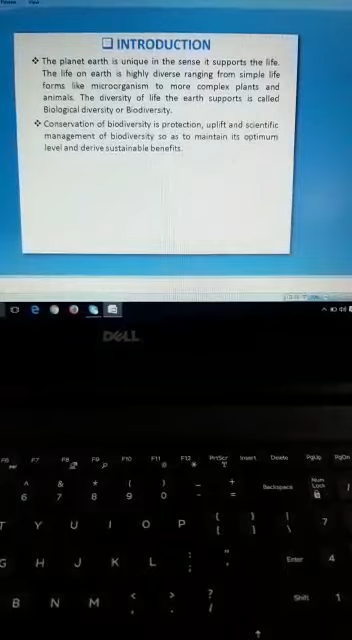 ❑ INTRODUCTION
❖ The planet earth is unique in the sense it supports the life.
The life on earth is highly diverse ranging from simple life
forms like microorganism to more complex plants and
animals. The diversity of life the earth supports is called
Biological diversity or Biodiversity.
❖ Conservation of biodiversity is protection, uplift and scientific
management of biodiversity so as to maintain its optimum
level and derive sustainable benefits.
DELL
F6 F7 F8 F9 F10 F11 F12 PrtScr Insert Delete PgUp PgDn
^ & * ( ) _ +
6 7 8 9 0 - = Backspace Num Lock /
T Y U I O P { [ } ] | \ 7
G H J K L : ; " ' Enter 4
B N M < , > . ? / Shift 1